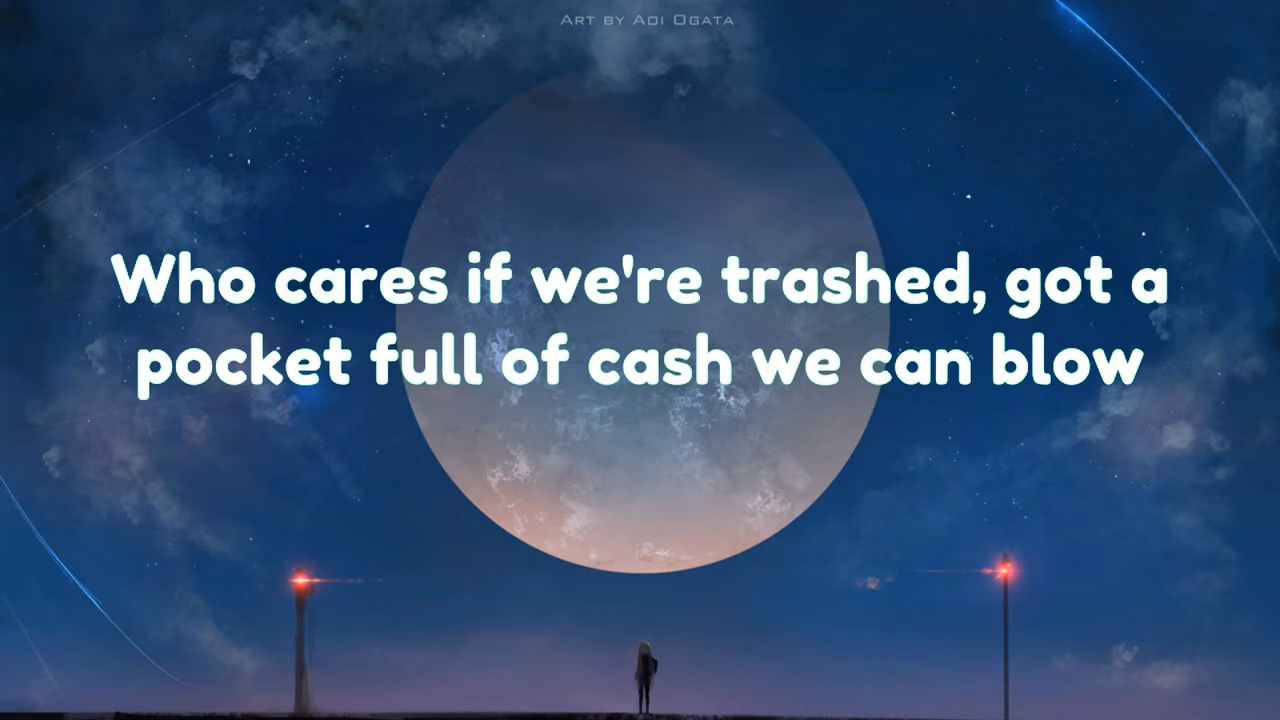 Art by Aoi Ogata
Who cares if we're trashed, got a
pocket full of cash we can blow